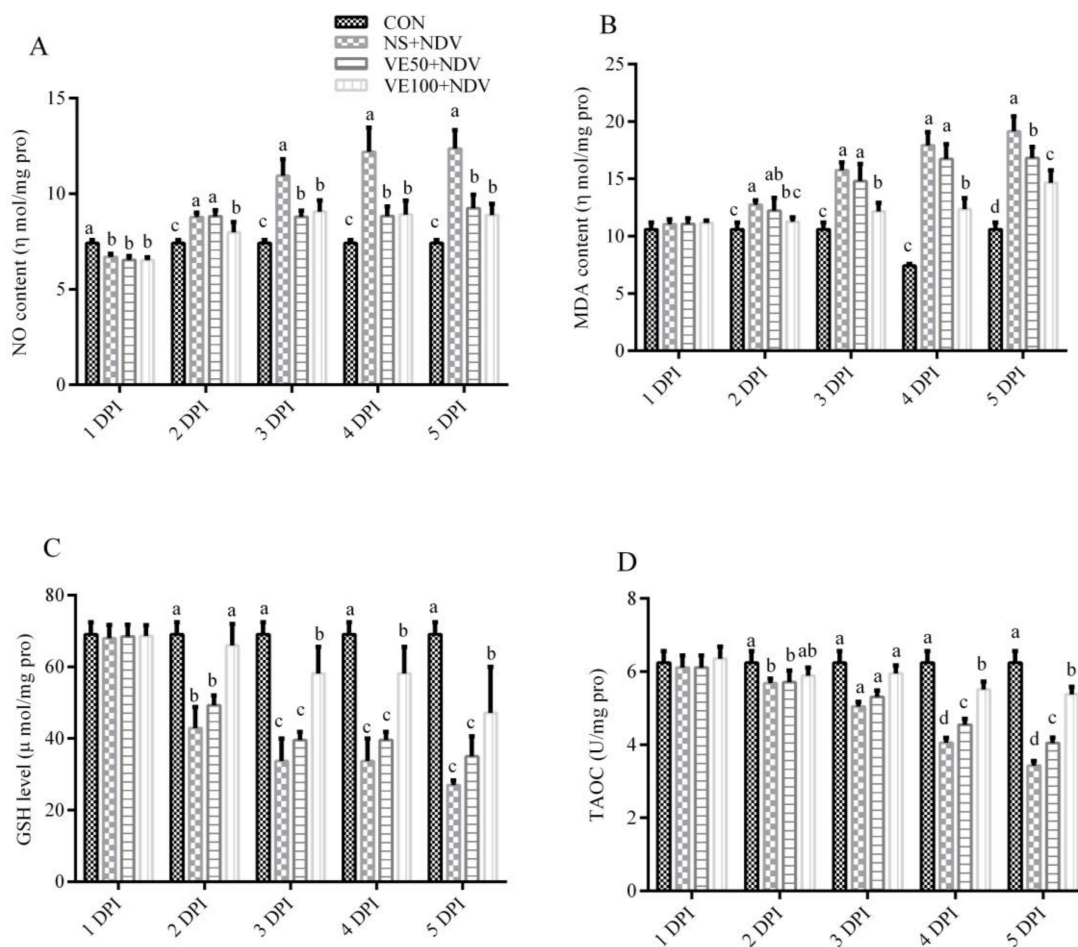 A
CON
NS+NDV
VE50+NDV
VE100+NDV
NO content (η mol/mg pro)
15
10
5
0
a b b b
c a a b
c a b b
c a b b
c a b b
1 DPI
2 DPI
3 DPI
4 DPI
5 DPI
B
MDA content (η mol/mg pro)
25
20
15
10
5
0
c a ab bc
c a a b
c a a b
d a b c
1 DPI
2 DPI
3 DPI
4 DPI
5 DPI
C
GSH level (μ mol/mg pro)
80
60
40
20
0
a b b a
a c c b
a c c b
a c c b
1 DPI
2 DPI
3 DPI
4 DPI
5 DPI
D
TAOC (U/mg pro)
8
6
4
2
0
a b b ab
a a a a
a d c b
a d c b
1 DPI
2 DPI
3 DPI
4 DPI
5 DPI